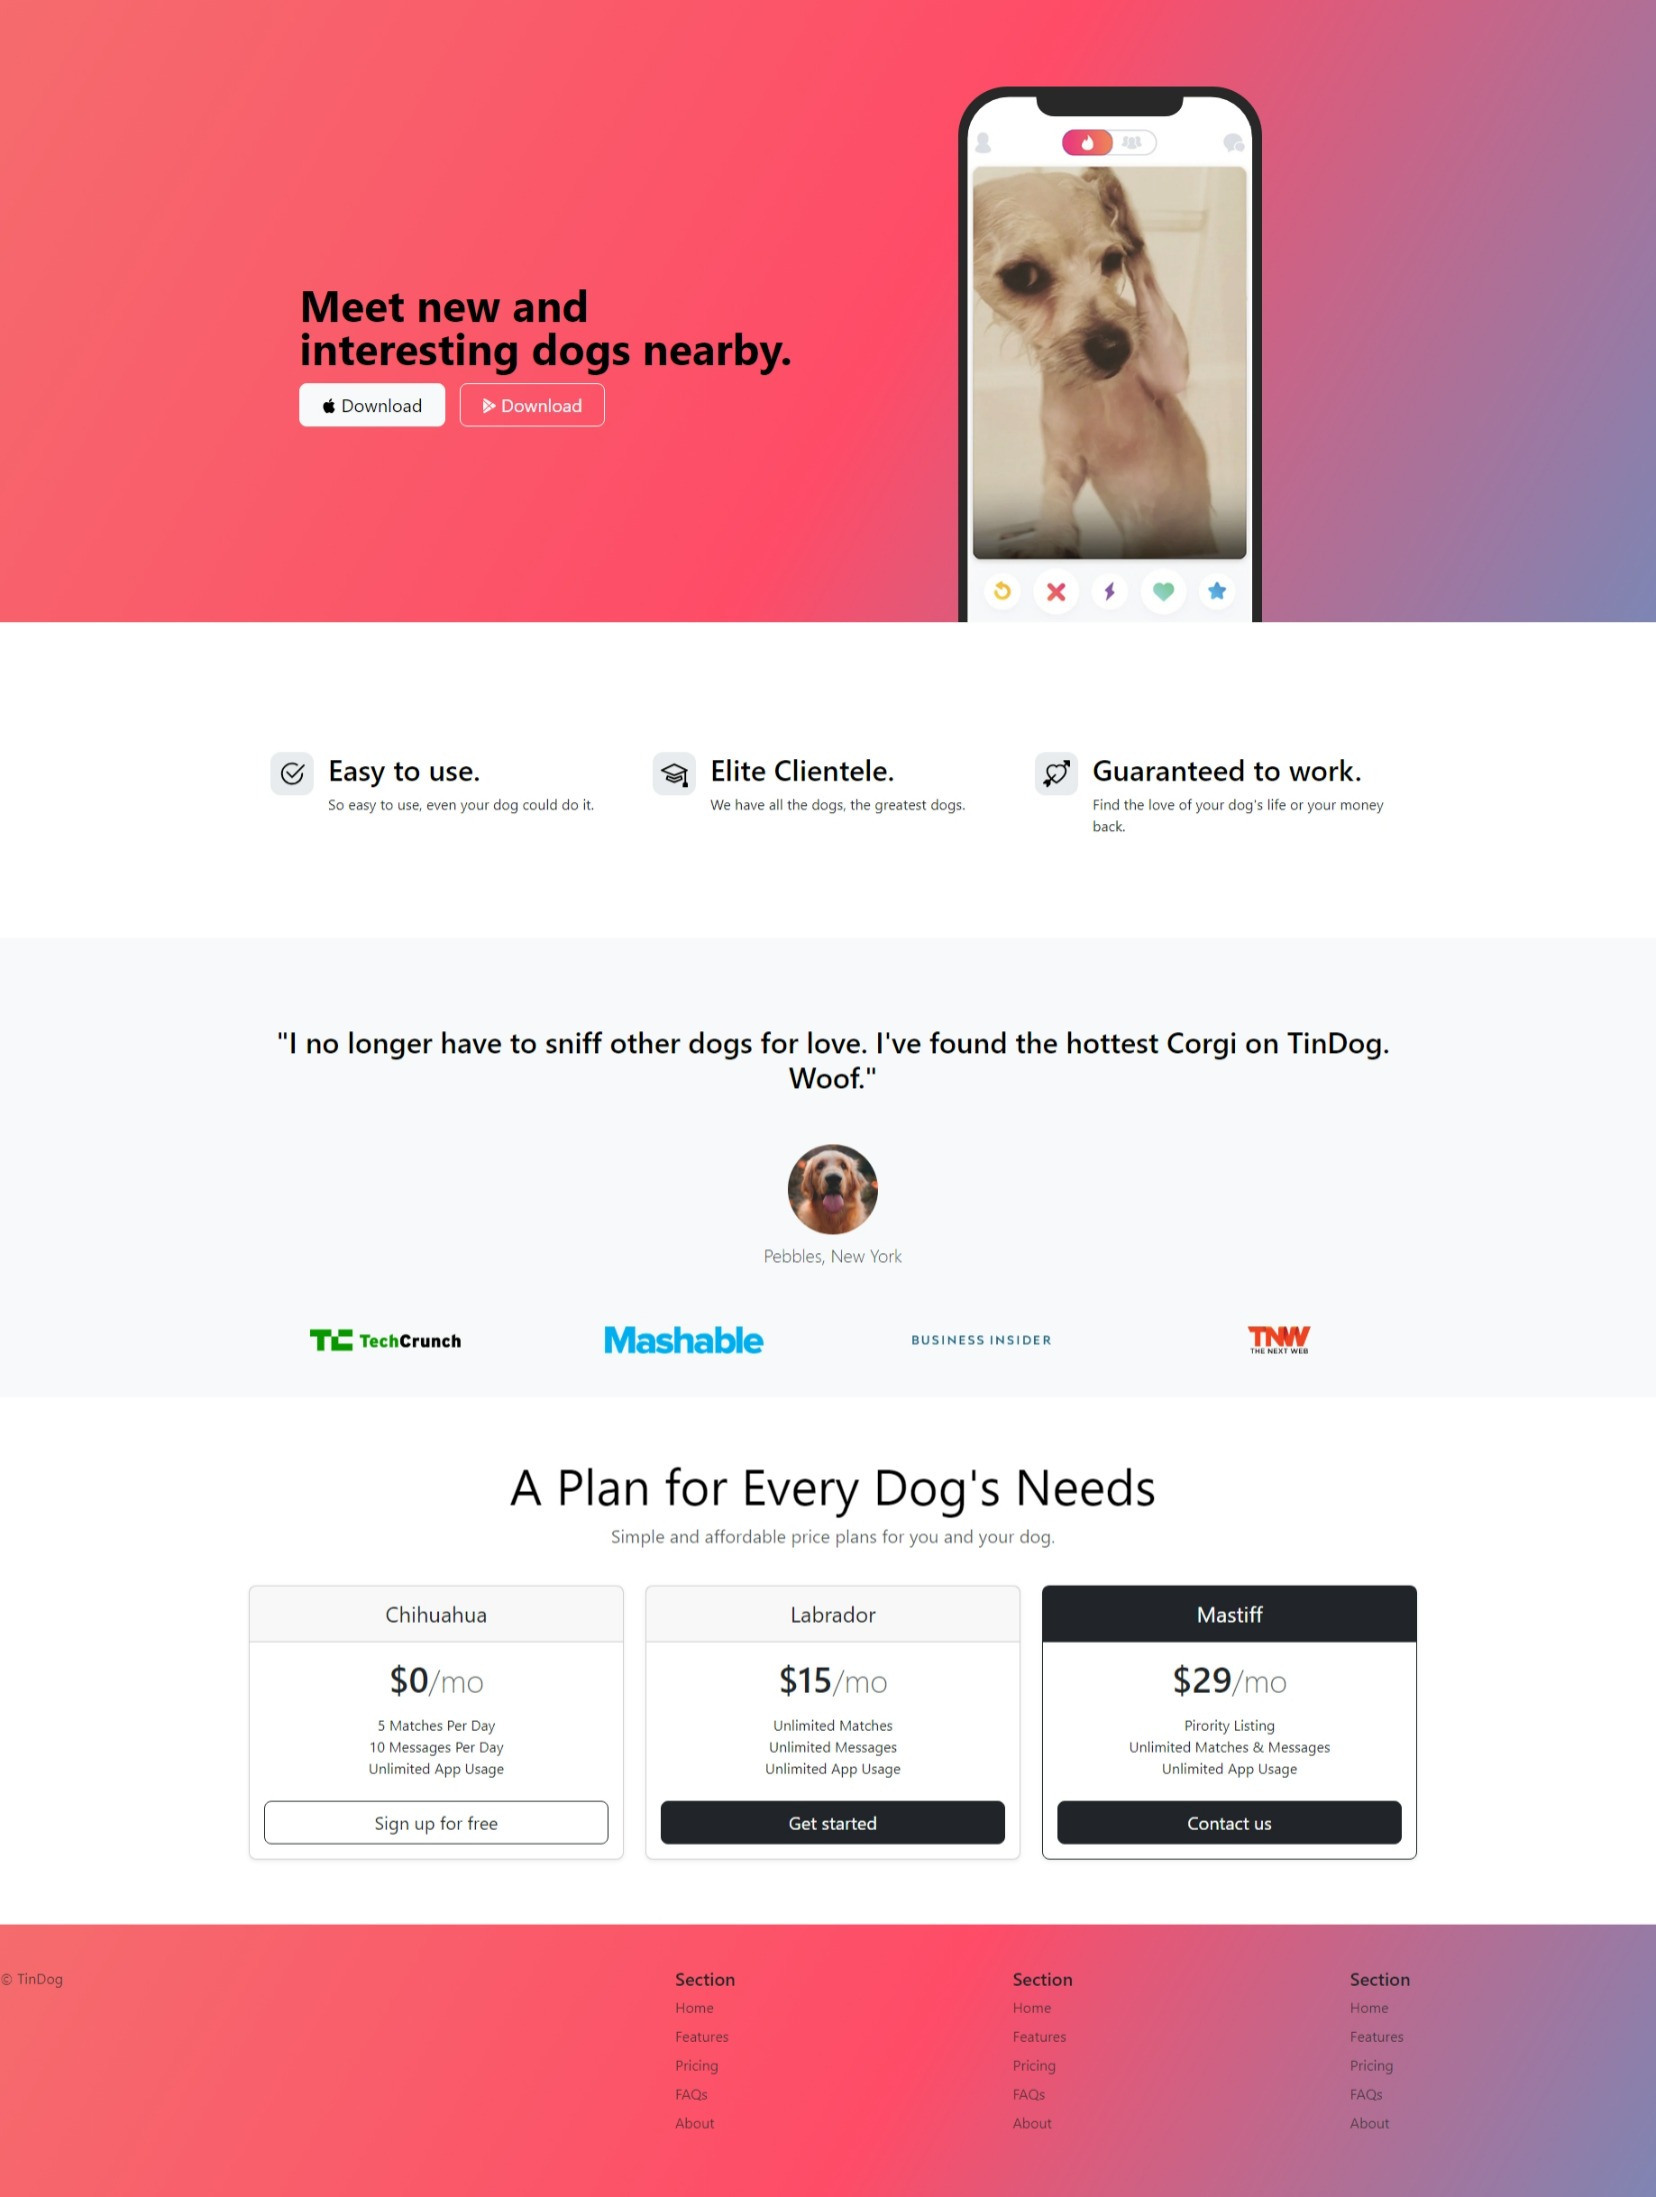 Meet new and
interesting dogs nearby.
Download
Download
Easy to use.
So easy to use, even your dog could do it.
Elite Clientele.
We have all the dogs, the greatest dogs.
Guaranteed to work.
Find the love of your dog's life or your money
back.
"I no longer have to sniff other dogs for love. I've found the hottest Corgi on TinDog.
Woof."
Pebbles, New York
TC TechCrunch
Mashable
BUSINESS INSIDER
TNW
THE NEXT WEB
A Plan for Every Dog's Needs
Simple and affordable price plans for you and your dog.
Chihuahua
$0/mo
5 Matches Per Day
10 Messages Per Day
Unlimited App Usage
Sign up for free
Labrador
$15/mo
Unlimited Matches
Unlimited Messages
Unlimited App Usage
Get started
Mastiff
$29/mo
Pirority Listing
Unlimited Matches & Messages
Unlimited App Usage
Contact us
© TinDog
Section
Home
Features
Pricing
FAQs
About
Section
Home
Features
Pricing
FAQs
About
Section
Home
Features
Pricing
FAQs
About